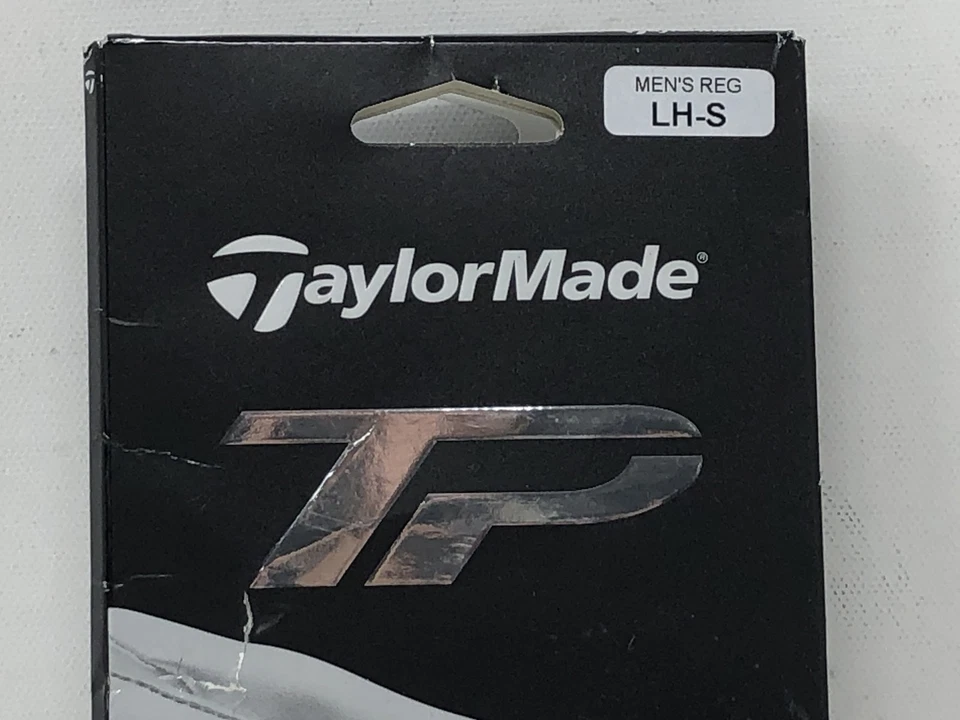 MEN'S REG
LH-S
TaylorMade®
TP